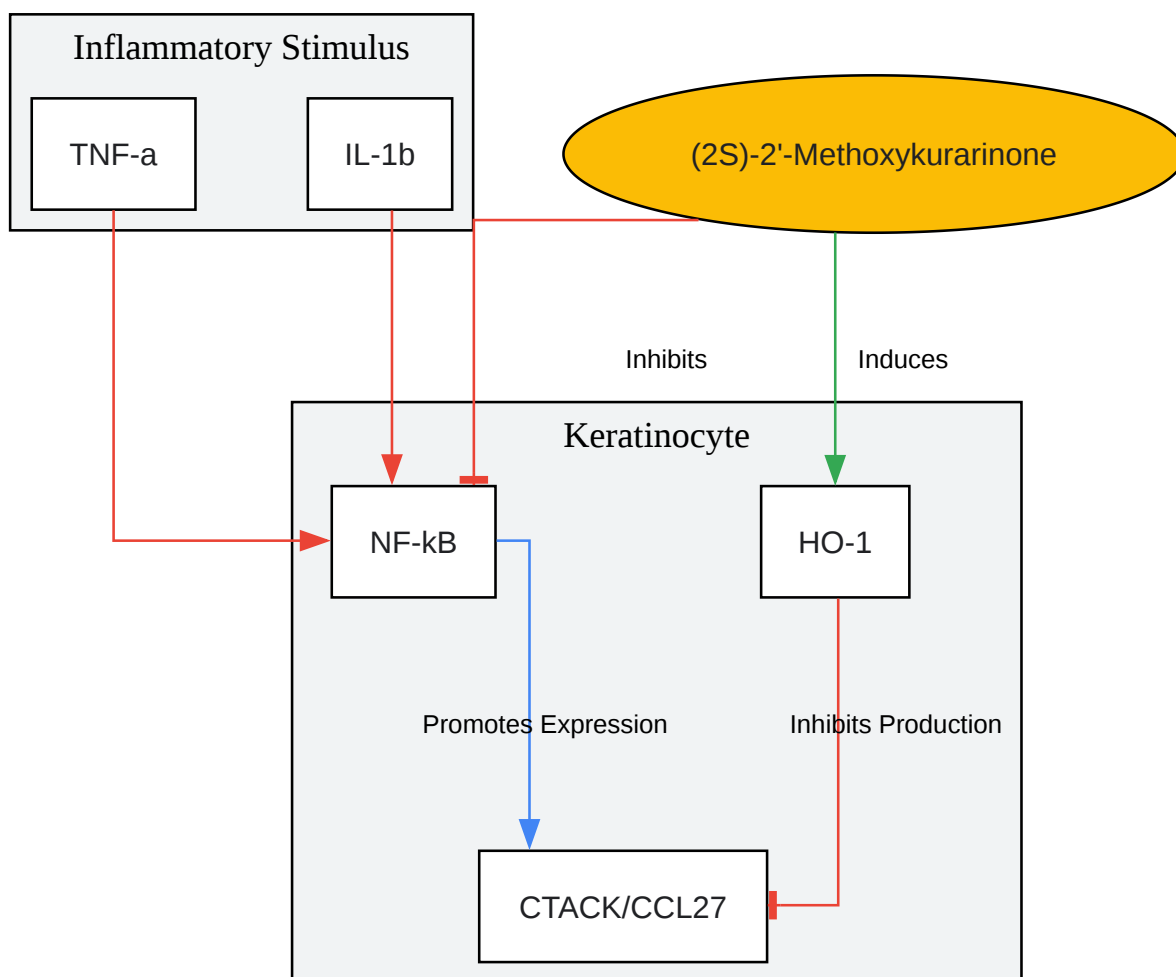 Inflammatory Stimulus
TNF-a
IL-1b
(2S)-2'-Methoxykurarinone
Inhibits
Induces
Keratinocyte
NF-kB
HO-1
Promotes Expression
Inhibits Production
CTACK/CCL27